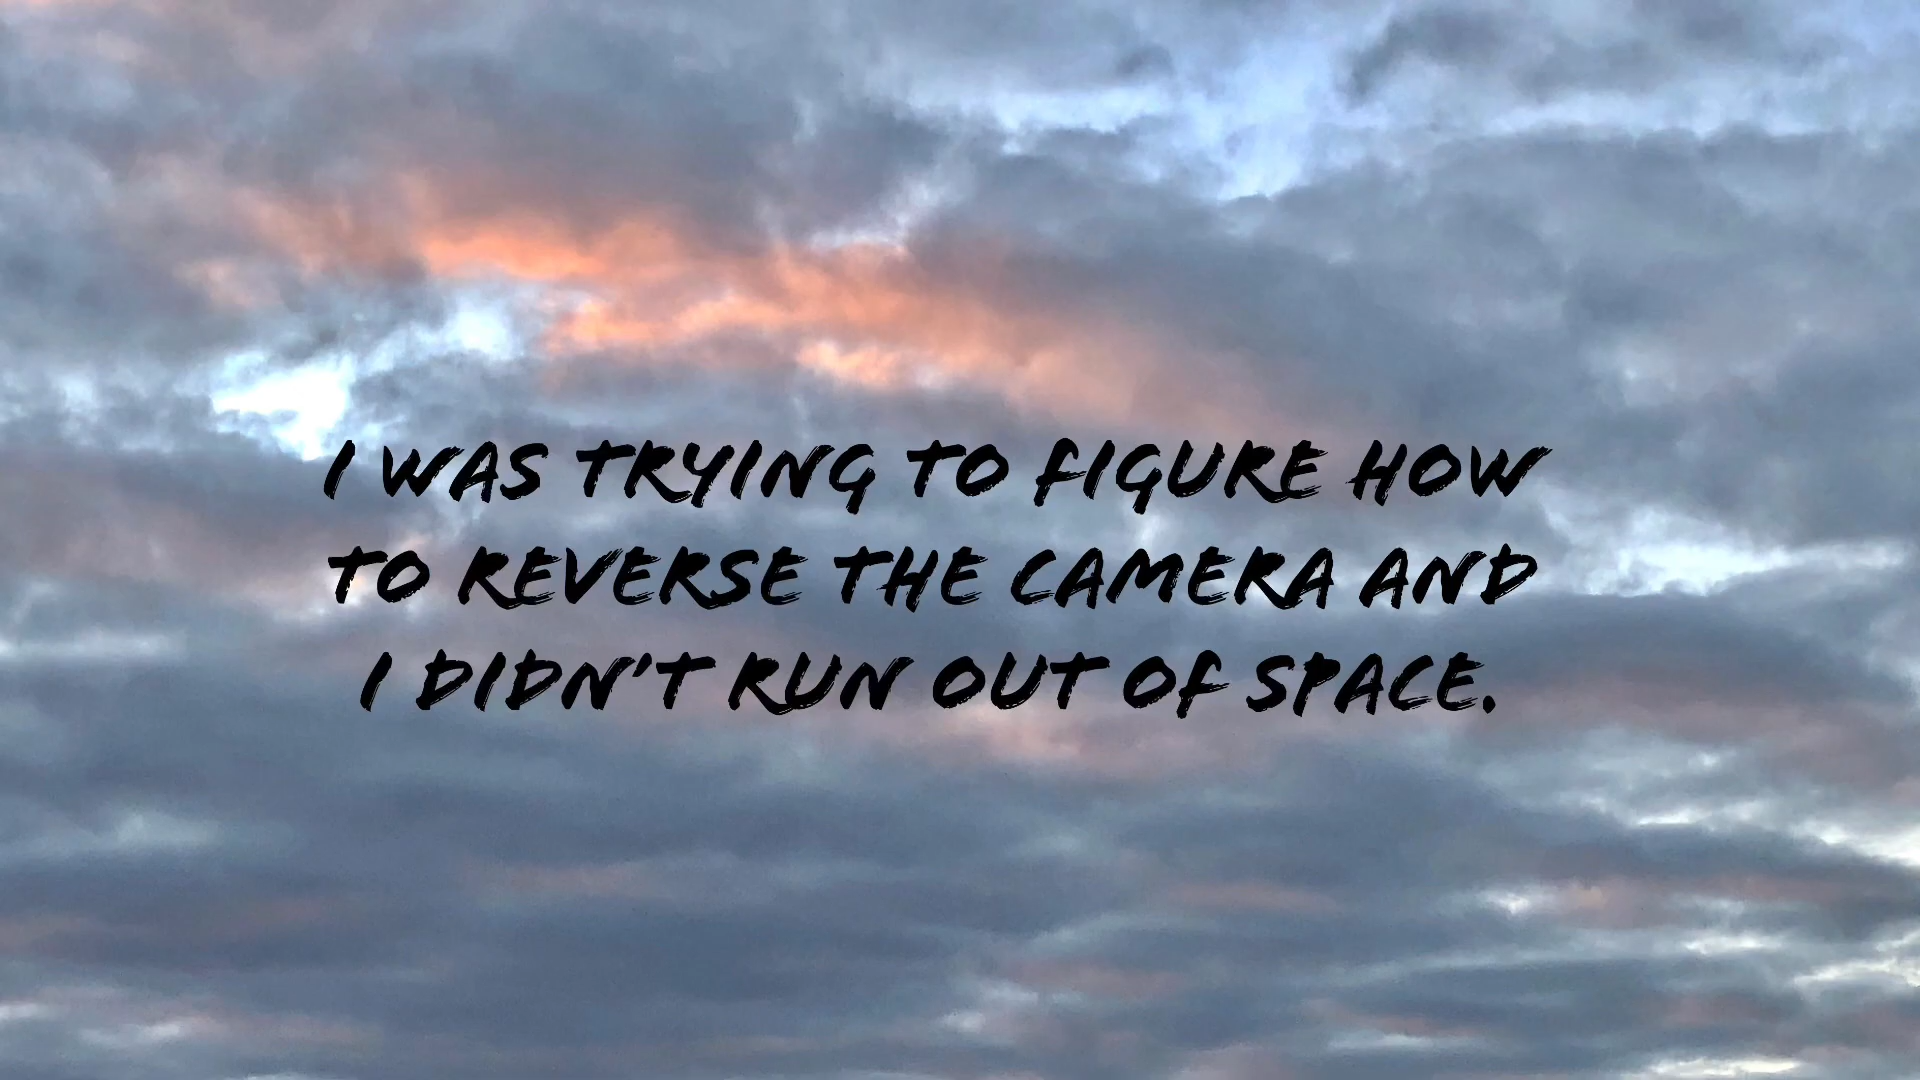 I WAS TRYING TO FIGURE HOW
TO REVERSE THE CAMERA AND
I DIDN'T RUN OUT OF SPACE.